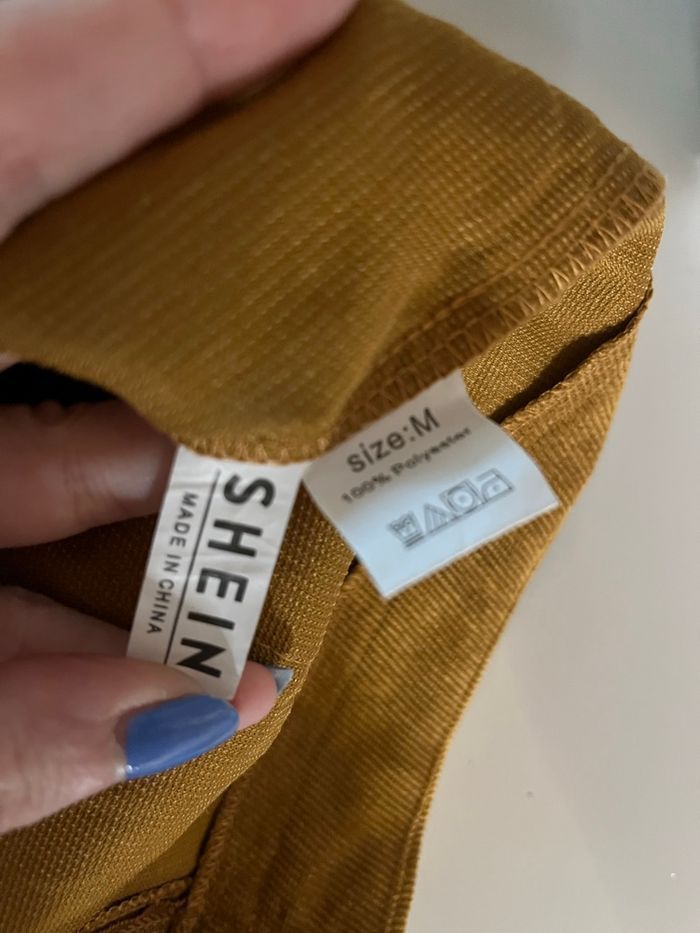 SHEIN
MADE IN CHINA
size:M
100% Polyester